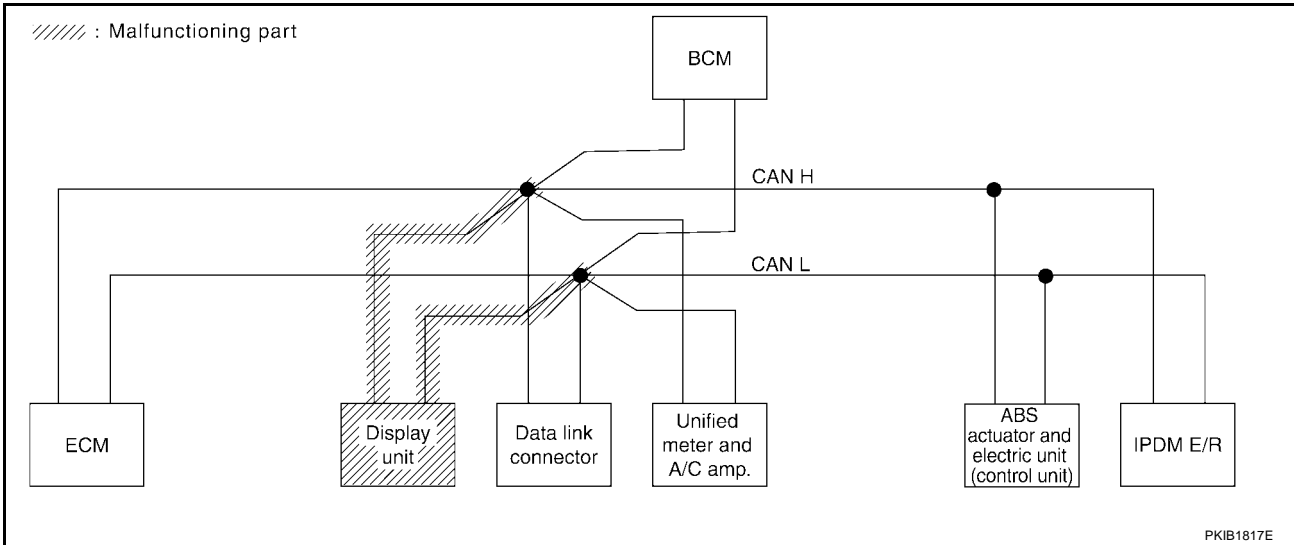 : Malfunctioning part
BCM
CAN H
CAN L
ECM
Display
unit
Data link
connector
Unified
meter and
A/C amp.
ABS
actuator and
electric unit
(control unit)
IPDM E/R
PKIB1817E